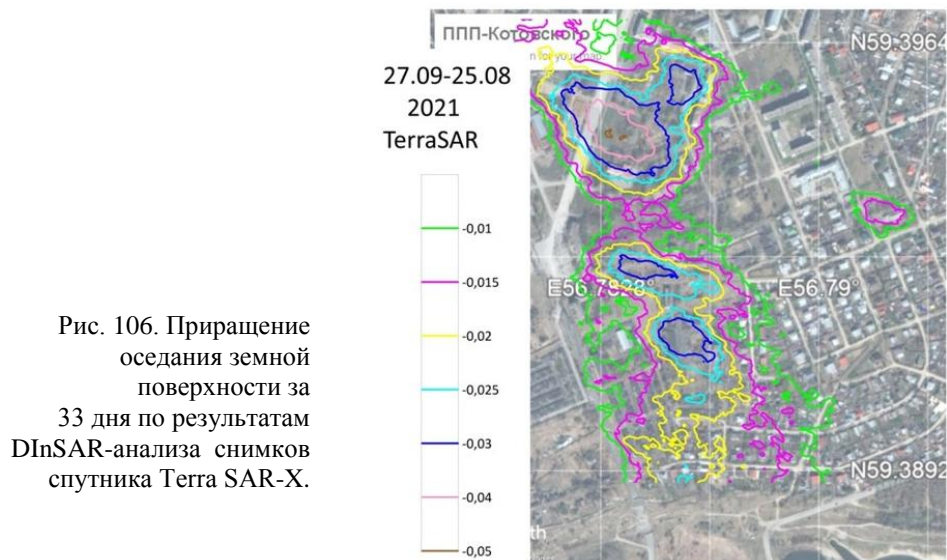 ППП-Котовского
27.09-25.08
2021
TerraSAR
-0,01
-0,015
-0,02
-0,025
-0,03
-0,04
-0,05
N59.3964
E56.7828°
E56.79°
N59.3892
th
Рис. 106. Приращение
оседания земной
поверхности за
33 дня по результатам
DInSAR-анализа снимков
спутника Terra SAR-X.